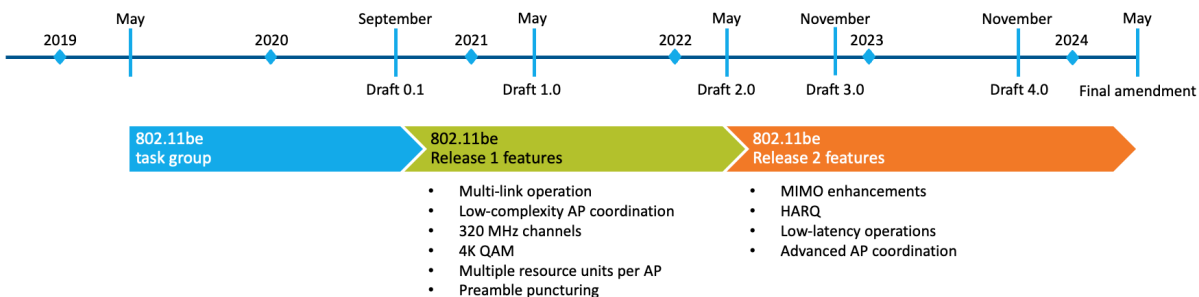 May
September
May
May
November
November
May
2019
2020
2021
2022
2023
2024
Draft 0.1
Draft 1.0
Draft 2.0
Draft 3.0
Draft 4.0
Final amendment
802.11be
task group
802.11be
Release 1 features
802.11be
Release 2 features
• Multi-link operation
• Low-complexity AP coordination
• 320 MHz channels
• 4K QAM
• Multiple resource units per AP
• Preamble puncturing
• MIMO enhancements
• HARQ
• Low-latency operations
• Advanced AP coordination